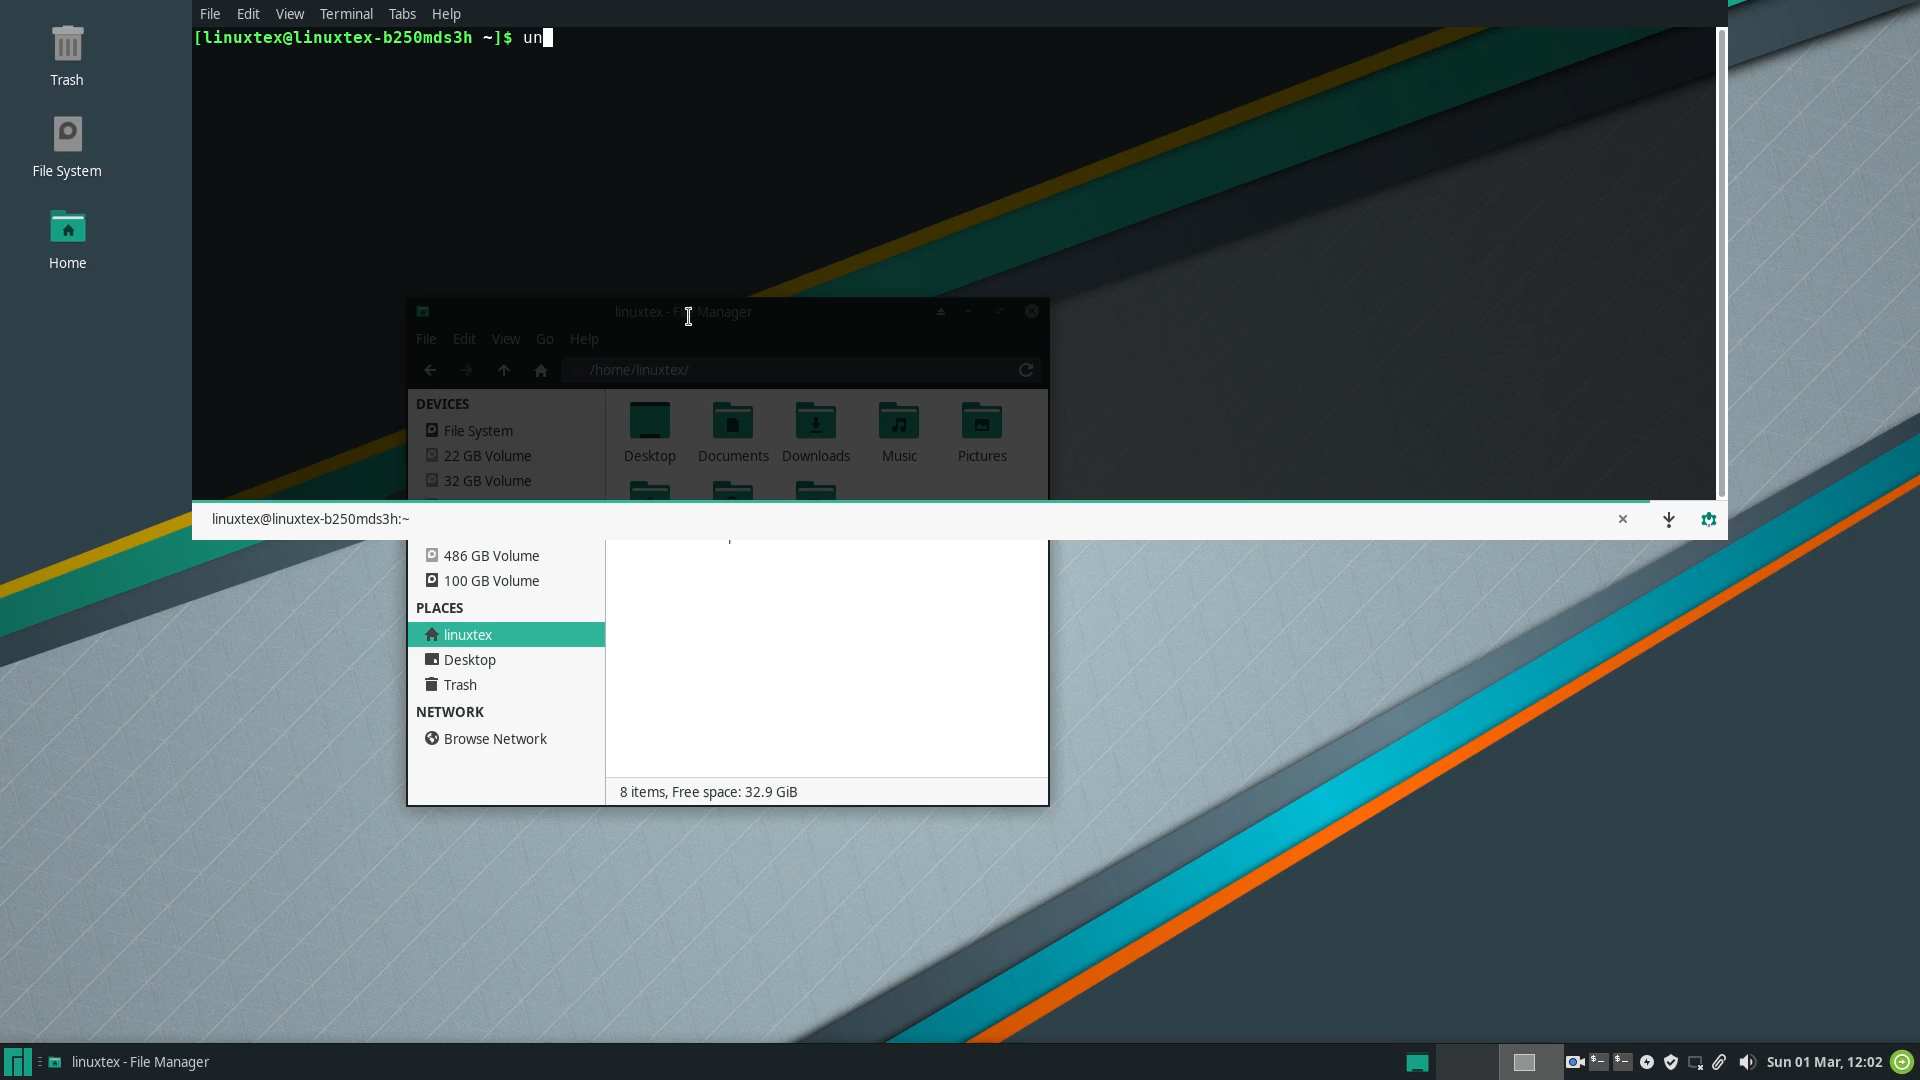 File Edit View Terminal Tabs Help
[linuxtex@linuxtex-b250mds3h ~]$ un
Trash
File System
Home
linuxtex - File Manager
File Edit View Go Help
/home/linuxtex/
DEVICES
File System
22 GB Volume
32 GB Volume
Desktop Documents Downloads Music Pictures
linuxtex@linuxtex-b250mds3h:~
486 GB Volume
100 GB Volume
PLACES
linuxtex
Desktop
Trash
NETWORK
Browse Network
8 items, Free space: 32.9 GiB
linuxtex - File Manager
Sun 01 Mar, 12:02